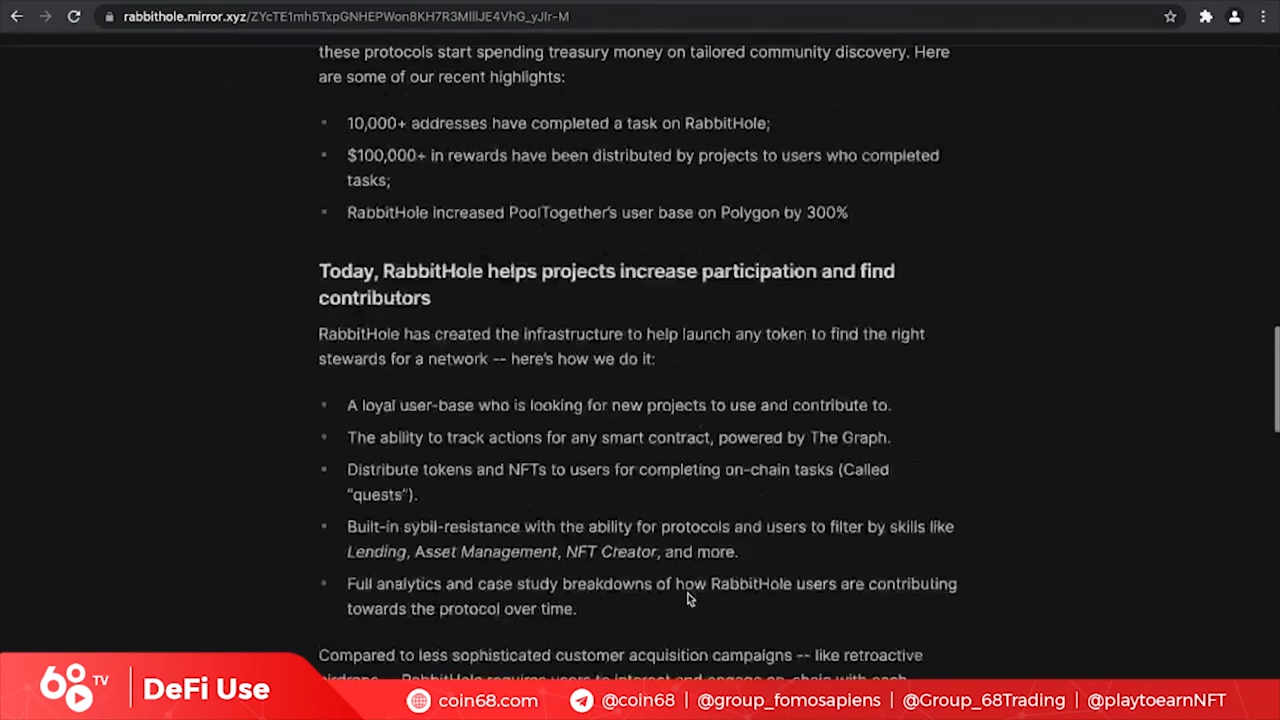 rabbithole.mirror.xyz/ZYcTE1mh5TxpGNHEPWon8KH7R3MlllJE4VhG_yJIr-M
these protocols start spending treasury money on tailored community discovery. Here
are some of our recent highlights:
10,000+ addresses have completed a task on RabbitHole;
$100,000+ in rewards have been distributed by projects to users who completed
tasks;
RabbitHole increased PoolTogether's user base on Polygon by 300%
Today, RabbitHole helps projects increase participation and find
contributors
RabbitHole has created the infrastructure to help launch any token to find the right
stewards for a network -- here's how we do it:
A loyal user-base who is looking for new projects to use and contribute to.
The ability to track actions for any smart contract, powered by The Graph.
Distribute tokens and NFTs to users for completing on-chain tasks (Called
"quests").
Built-in sybil-resistance with the ability for protocols and users to filter by skills like
Lending, Asset Management, NFT Creator, and more.
Full analytics and case study breakdowns of how RabbitHole users are contributing
towards the protocol over time.
Compared to less sophisticated customer acquisition campaigns -- like retroactive
68 TV
DeFi Use
coin68.com
@coin68 | @group_fomosapiens | @Group_68Trading | @playtoearnNFT